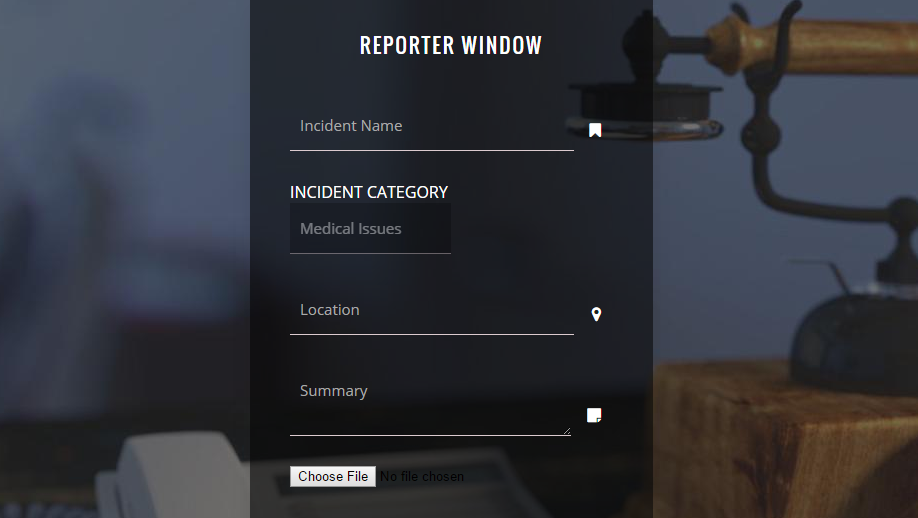 REPORTER WINDOW
Incident Name
INCIDENT CATEGORY
Medical Issues
Location
Summary
Choose File No file chosen